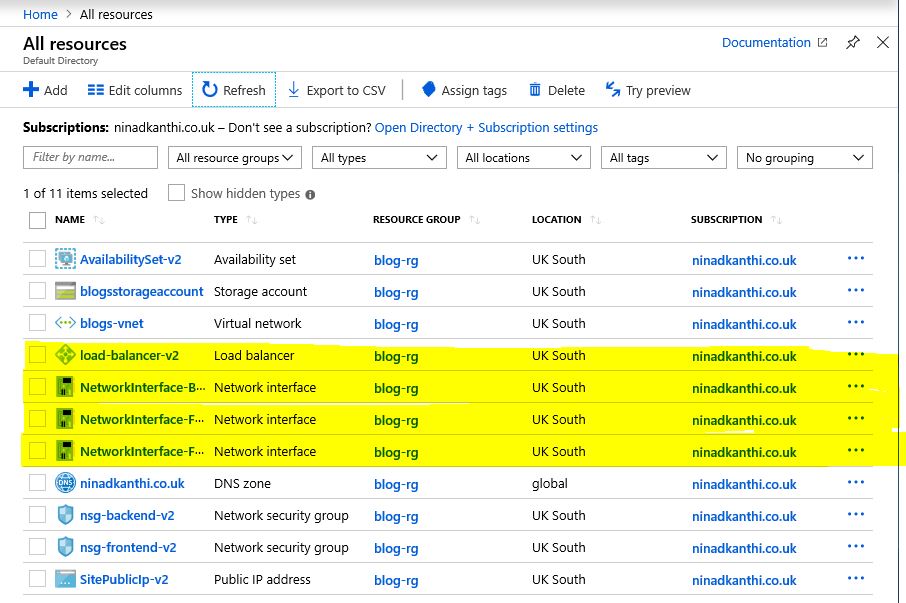 Home > All resources
All resources
Default Directory
Documentation
Add Edit columns Refresh Export to CSV Assign tags Delete Try preview
Subscriptions: ninadkanthi.co.uk – Don't see a subscription? Open Directory + Subscription settings
Filter by name... All resource groups All types All locations All tags No grouping
1 of 11 items selected Show hidden types
NAME TYPE RESOURCE GROUP LOCATION SUBSCRIPTION
AvailabilitySet-v2 Availability set blog-rg UK South ninadkanthi.co.uk
blogsstorageaccount Storage account blog-rg UK South ninadkanthi.co.uk
blogs-vnet Virtual network blog-rg UK South ninadkanthi.co.uk
load-balancer-v2 Load balancer blog-rg UK South ninadkanthi.co.uk
NetworkInterface-B... Network interface blog-rg UK South ninadkanthi.co.uk
NetworkInterface-F... Network interface blog-rg UK South ninadkanthi.co.uk
NetworkInterface-F... Network interface blog-rg UK South ninadkanthi.co.uk
DNS ninadkanthi.co.uk DNS zone blog-rg global ninadkanthi.co.uk
nsg-backend-v2 Network security group blog-rg UK South ninadkanthi.co.uk
nsg-frontend-v2 Network security group blog-rg UK South ninadkanthi.co.uk
SitePublicIp-v2 Public IP address blog-rg UK South ninadkanthi.co.uk